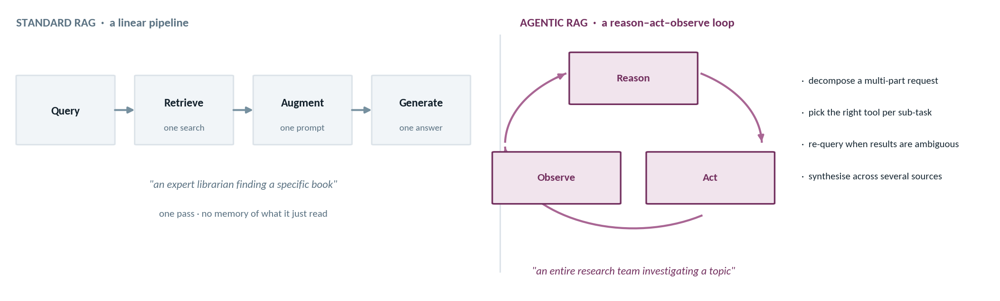 STANDARD RAG · a linear pipeline
Query
Retrieve
one search
Augment
one prompt
Generate
one answer
"an expert librarian finding a specific book"
one pass · no memory of what it just read
AGENTIC RAG · a reason–act–observe loop
Reason
Observe
Act
· decompose a multi-part request
· pick the right tool per sub-task
· re-query when results are ambiguous
· synthesise across several sources
"an entire research team investigating a topic"